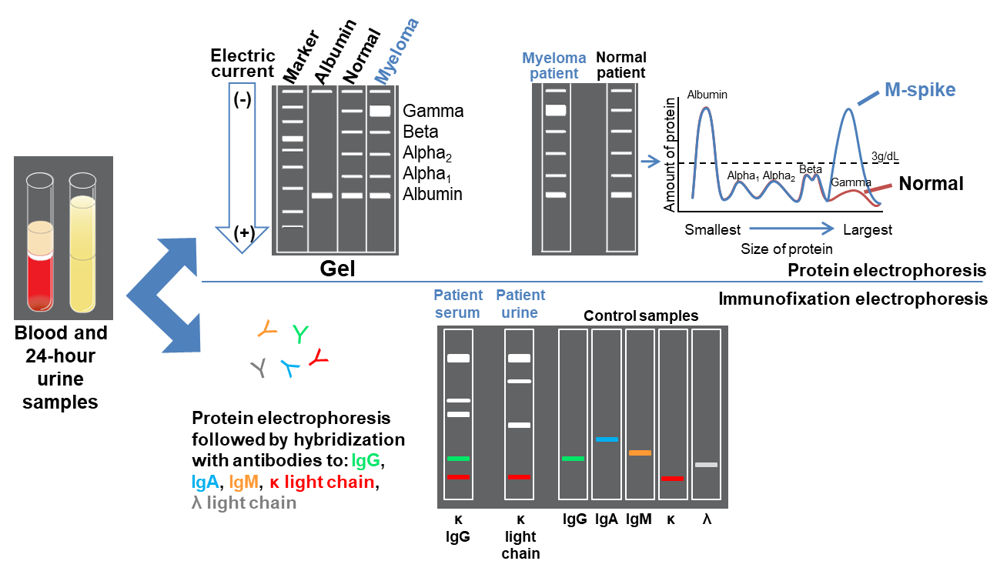 Blood and
24-hour
urine
samples
Electric
current
(-)
(+)
Marker
Albumin
Normal
Myeloma
Gamma
Beta
Alpha2
Alpha1
Albumin
Gel
Myeloma
patient
Normal
patient
Amount of protein
Albumin
Alpha1
Alpha2
Beta
Gamma
M-spike
3g/dL
Normal
Smallest
Largest
Size of protein
Protein electrophoresis
Immunofixation electrophoresis
Protein electrophoresis
followed by hybridization
with antibodies to: IgG,
IgA, IgM, κ light chain,
λ light chain
Patient
serum
Patient
urine
Control samples
κ
IgG
κ
light
chain
IgG
IgA
IgM
κ
λ